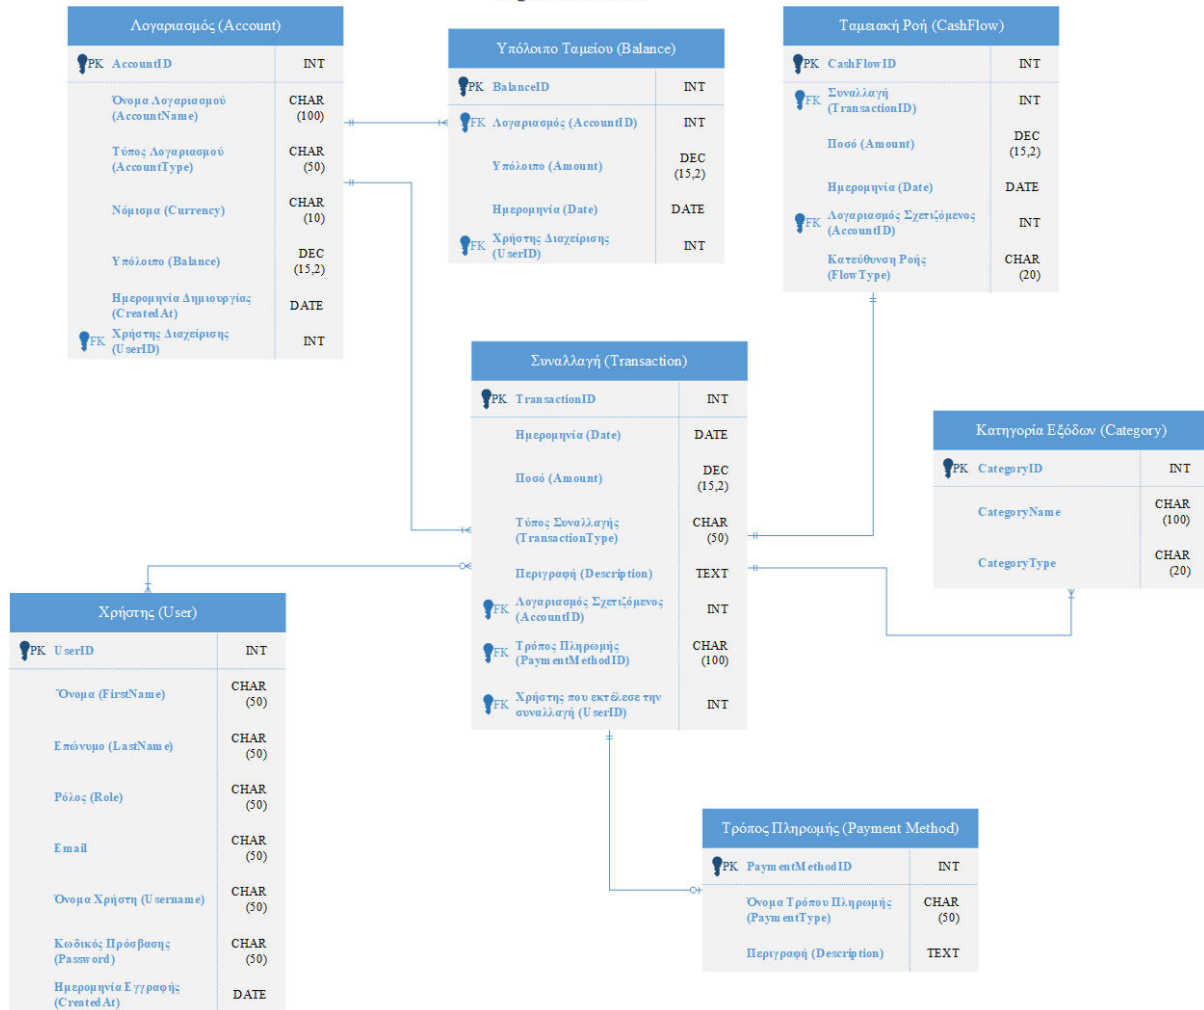 Λογαριασμός (Account)
PK AccountID INT
Όνομα Λογαριασμού
(AccountName)
CHAR
(100)
Τύπος Λογαριασμού
(AccountType)
CHAR
(50)
Νόμισμα (Currency)
CHAR
(10)
Υπόλοιπο (Balance)
DEC
(15,2)
Ημερομηνία Δημιουργίας
(CreatedAt)
DATE
FK Χρήστης Διαχείρισης
(UserID)
INT
Υπόλοιπο Ταμείου (Balance)
PK BalanceID INT
FK Λογαριασμός (AccountID) INT
Υπόλοιπο (Amount)
DEC
(15,2)
Ημερομηνία (Date) DATE
FK Χρήστης Διαχείρισης
(UserID)
INT
Ταμειακή Ροή (CashFlow)
PK CashFlowID INT
FK Συναλλαγή
(TransactionID)
INT
Ποσό (Amount)
DEC
(15,2)
Ημερομηνία (Date) DATE
FK Λογαριασμός Σχετιζόμενος
(AccountID)
INT
Κατεύθυνση Ροής
(FlowType)
CHAR
(20)
Συναλλαγή (Transaction)
PK TransactionID INT
Ημερομηνία (Date) DATE
Ποσό (Amount)
DEC
(15,2)
Τύπος Συναλλαγής
(TransactionType)
CHAR
(50)
Περιγραφή (Description) TEXT
FK Λογαριασμός Σχετιζόμενος
(AccountID)
INT
FK Τρόπος Πληρωμής
(PaymentMethodID)
CHAR
(100)
FK Χρήστης που εκτέλεσε την
συναλλαγή (UserID)
INT
Κατηγορία Εξόδων (Category)
PK CategoryID INT
CategoryName
CHAR
(100)
CategoryType
CHAR
(20)
Χρήστης (User)
PK UserID INT
Όνομα (FirstName)
CHAR
(50)
Επώνυμο (LastName)
CHAR
(50)
Ρόλος (Role)
CHAR
(50)
Email
CHAR
(50)
Όνομα Χρήστη (Username)
CHAR
(50)
Κωδικός Πρόσβασης
(Password)
CHAR
(50)
Ημερομηνία Εγγραφής
(CreatedAt)
DATE
Τρόπος Πληρωμής (Payment Method)
PK PaymentMethodID INT
Όνομα Τρόπου Πληρωμής
(PaymentType)
CHAR
(50)
Περιγραφή (Description) TEXT